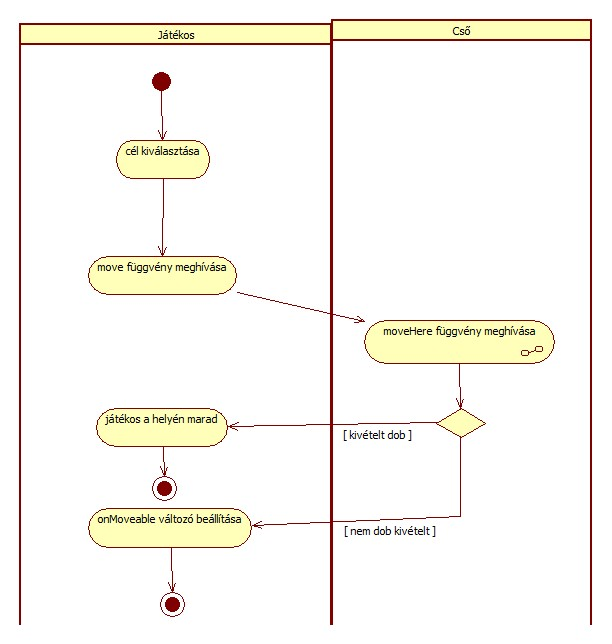 Játékos
Cső
cél kiválasztása
move függvény meghívása
moveHere függvény meghívása
játékos a helyén marad
[ kivételt dob ]
onMoveable változó beállítása
[ nem dob kivételt ]